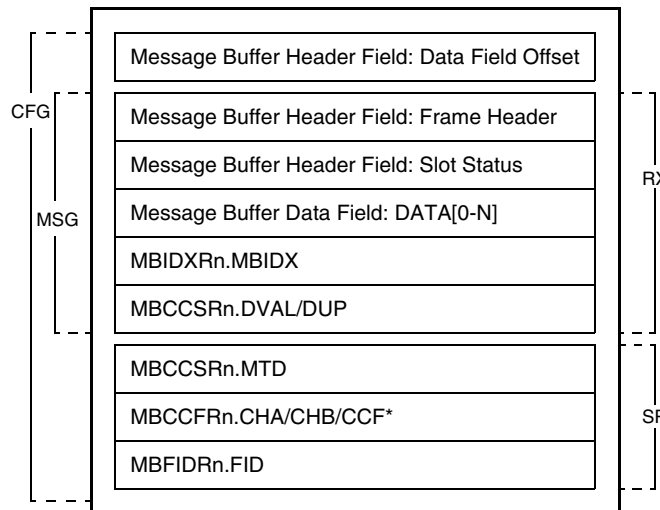 Message Buffer Header Field: Data Field Offset
CFG
Message Buffer Header Field: Frame Header
Message Buffer Header Field: Slot Status
RX
MSG
Message Buffer Data Field: DATA[0-N]
MBIDXRn.MBIDX
MBCCSRn.DVAL/DUP
MBCCSRn.MTD
MBCCFRn.CHA/CHB/CCF*
MBFIDRn.FID